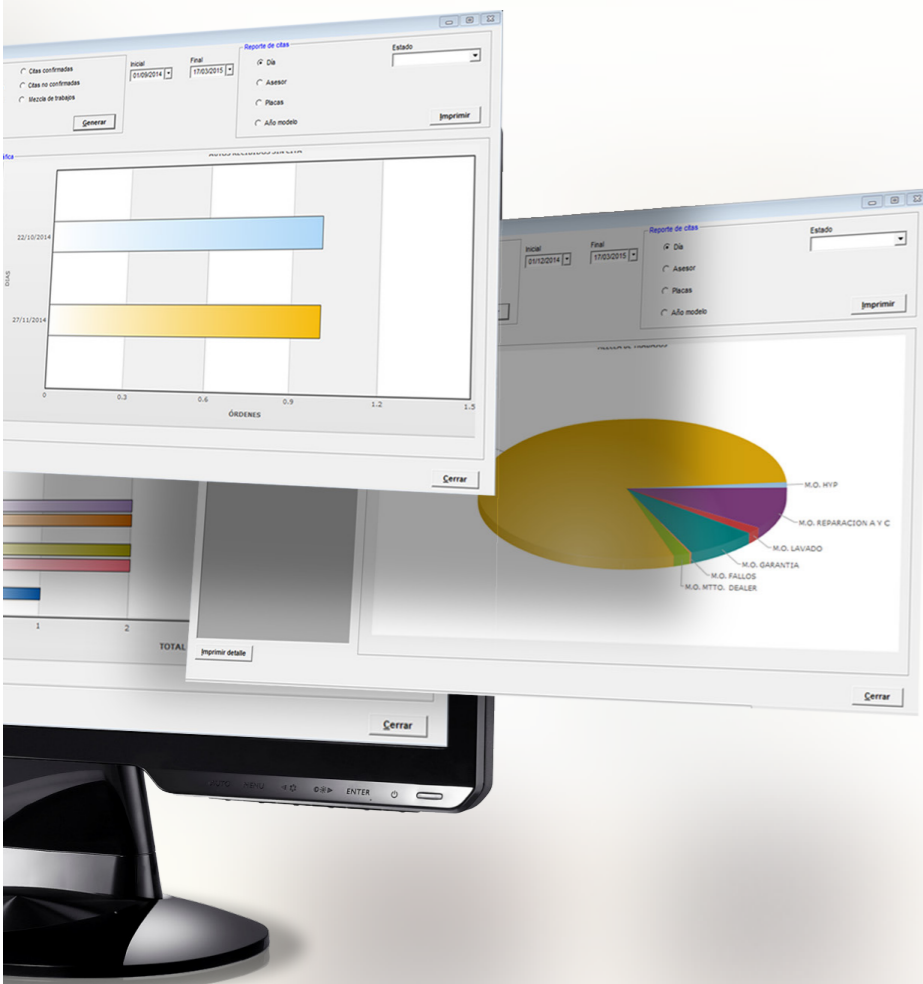 Citas confirmadas
Citas no confirmadas
Mezcla de trabajos
Generar
Inicial
01/09/2014
Final
17/03/2015
Reporte de citas
Día
Asesor
Placas
Año modelo
Estado
Imprimir
22/10/2014
27/11/2014
DIAS
0 0.3 0.6 0.9 1.2 1.5
ÓRDENES
Cerrar
Inicial
01/12/2014
Final
17/03/2015
Reporte de citas
Día
Asesor
Placas
Año modelo
Estado
Imprimir
M.O. HYP
M.O. REPARACION A Y C
M.O. LAVADO
M.O. GARANTIA
M.O. FALLOS
M.O. MTTO. DEALER
Imprimir detalle
Cerrar
1 2
TOTAL
Cerrar
AUTO MENU ENTER